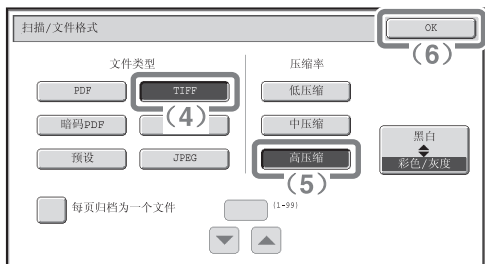 扫描/文件格式
OK
(6)
文件类型
压缩率
PDF
TIFF
低压缩
(4)
暗码PDF
中压缩
预设
JPEG
高压缩
(5)
黑白
彩色/灰度
每页归档为一个文件
(1-99)